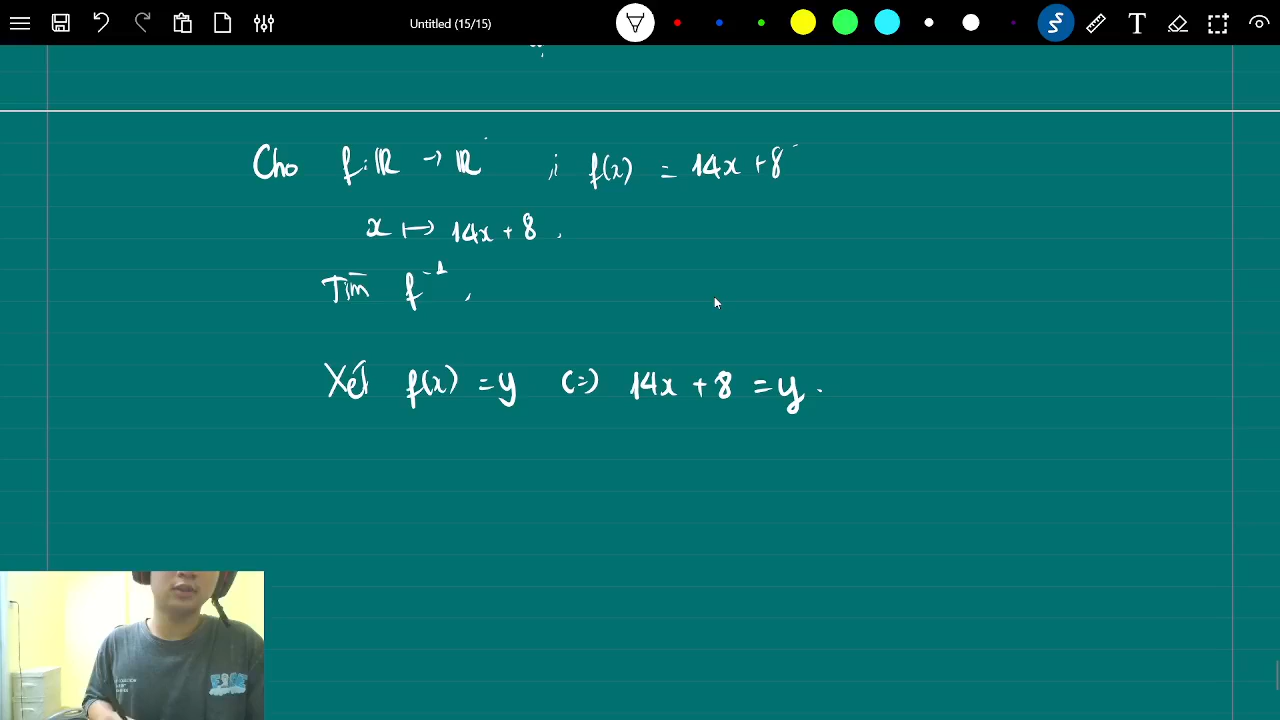 Untitled (15/15)
Cho f: ℝ → ℝ ; f(x) = 14x + 8
x ↦ 14x + 8.
Tìm f⁻¹,
Xét f(x) = y (=) 14x + 8 = y.